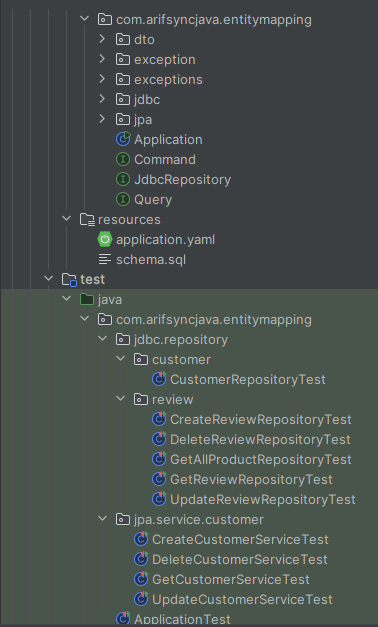 com.arifsyncjava.entitymapping
dto
exception
exceptions
jdbc
jpa
Application
Command
JdbcRepository
Query
resources
application.yaml
schema.sql
test
java
com.arifsyncjava.entitymapping
jdbc.repository
customer
CustomerRepositoryTest
review
CreateReviewRepositoryTest
DeleteReviewRepositoryTest
GetAllProductRepositoryTest
GetReviewRepositoryTest
UpdateReviewRepositoryTest
jpa.service.customer
CreateCustomerServiceTest
DeleteCustomerServiceTest
GetCustomerServiceTest
UpdateCustomerServiceTest
ApplicationTest